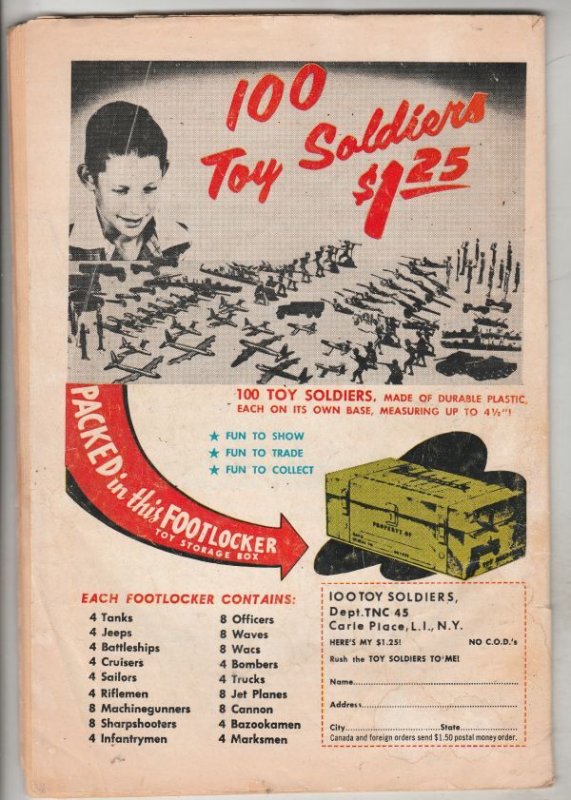 100
Toy Soldiers
$1.25
100 TOY SOLDIERS, MADE OF DURABLE PLASTIC,
EACH ON ITS OWN BASE, MEASURING UP TO 4½"!
★ FUN TO SHOW
★ FUN TO TRADE
★ FUN TO COLLECT
PACKED in this FOOTLOCKER
TOY STORAGE BOX
PROPERTY OF
EACH FOOTLOCKER CONTAINS:
4 Tanks
4 Jeeps
4 Battleships
4 Cruisers
4 Sailors
4 Riflemen
8 Machinegunners
8 Sharpshooters
4 Infantrymen
8 Officers
8 Waves
8 Wacs
4 Bombers
4 Trucks
8 Jet Planes
8 Cannon
4 Bazookamen
4 Marksmen
100 TOY SOLDIERS,
Dept. TNC 45
Carle Place, L.I., N.Y.
HERE'S MY $1.25! NO C.O.D.'s
Rush the TOY SOLDIERS TO ME!
Name
Address
City State
Canada and foreign orders send $1.50 postal money order.